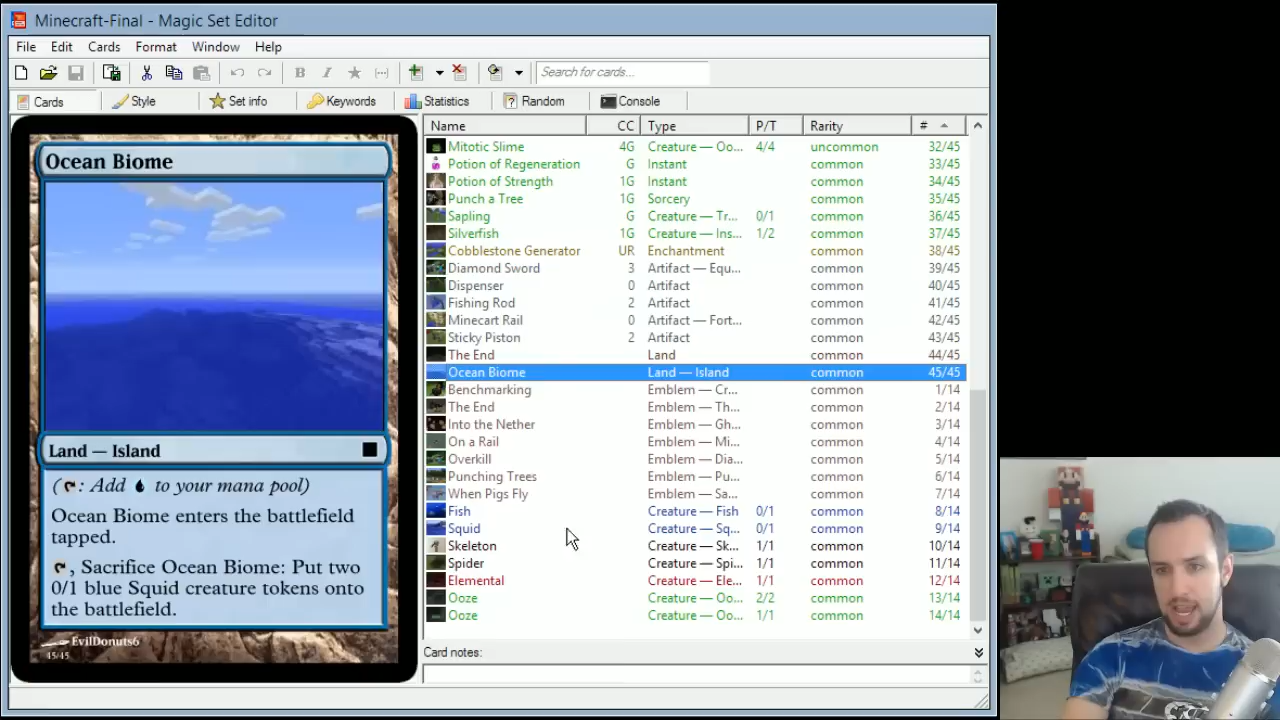 Minecraft-Final - Magic Set Editor
File Edit Cards Format Window Help
B I Search for cards...
Cards Style Set info Keywords Statistics Random Console
Ocean Biome
Land — Island
( : Add to your mana pool)
Ocean Biome enters the battlefield
tapped.
, Sacrifice Ocean Biome: Put two
0/1 blue Squid creature tokens onto
the battlefield.
EvilDonuts6
45/45
Name CC Type P/T Rarity #
Mitotic Slime 4G Creature — Oo... 4/4 uncommon 32/45
Potion of Regeneration G Instant common 33/45
Potion of Strength 1G Instant common 34/45
Punch a Tree 1G Sorcery common 35/45
Sapling G Creature — Tr... 0/1 common 36/45
Silverfish 1G Creature — Ins... 1/2 common 37/45
Cobblestone Generator UR Enchantment common 38/45
Diamond Sword 3 Artifact — Equ... common 39/45
Dispenser 0 Artifact common 40/45
Fishing Rod 2 Artifact common 41/45
Minecart Rail 0 Artifact — Fort... common 42/45
Sticky Piston 2 Artifact common 43/45
The End Land common 44/45
Ocean Biome Land — Island common 45/45
Benchmarking Emblem — Cr... common 1/14
The End Emblem — Th... common 2/14
Into the Nether Emblem — Gh... common 3/14
On a Rail Emblem — Mi... common 4/14
Overkill Emblem — Dia... common 5/14
Punching Trees Emblem — Pu... common 6/14
When Pigs Fly Emblem — Sa... common 7/14
Fish Creature — Fish 0/1 common 8/14
Squid Creature — Sq... 0/1 common 9/14
Skeleton Creature — Sk... 1/1 common 10/14
Spider Creature — Spi... 1/1 common 11/14
Elemental Creature — Ele... 1/1 common 12/14
Ooze Creature — Oo... 2/2 common 13/14
Ooze Creature — Oo... 1/1 common 14/14
Card notes: